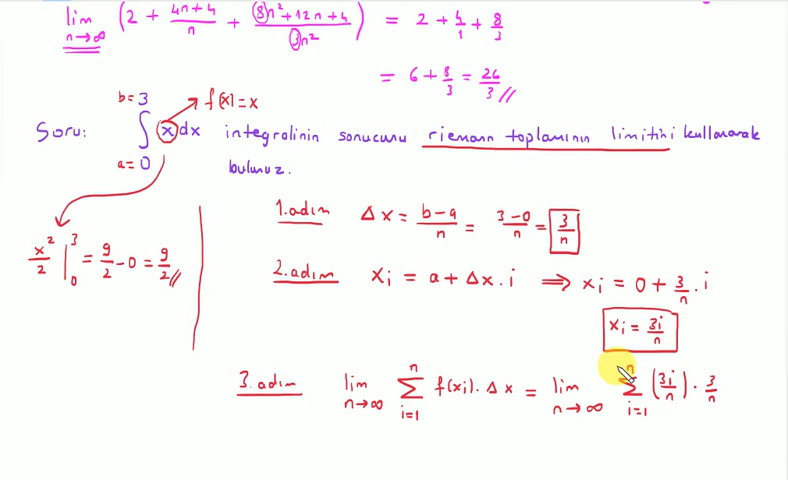 lim n→∞ (2 + (4n+4)/n + (8n²+12n+4)/(3n²)) = 2 + 4/1 + 8/3
= 6 + 8/3 = 26/3 //
b=3 f(x)=x
Soru: ∫ x dx integralinin sonucunu riemann toplamının limitini kullanarak
a=0 bulunuz.
1.adım Δx = (b-a)/n = (3-0)/n = 3/n
x²/2 |₀³ = 9/2 - 0 = 9/2 //
2.adım xi = a + Δx . i ⇒ xi = 0 + 3/n . i
xi = 3i/n
3.adım lim n→∞ Σ i=1 n f(xi) . Δx = lim n→∞ Σ i=1 n (3i/n) . 3/n